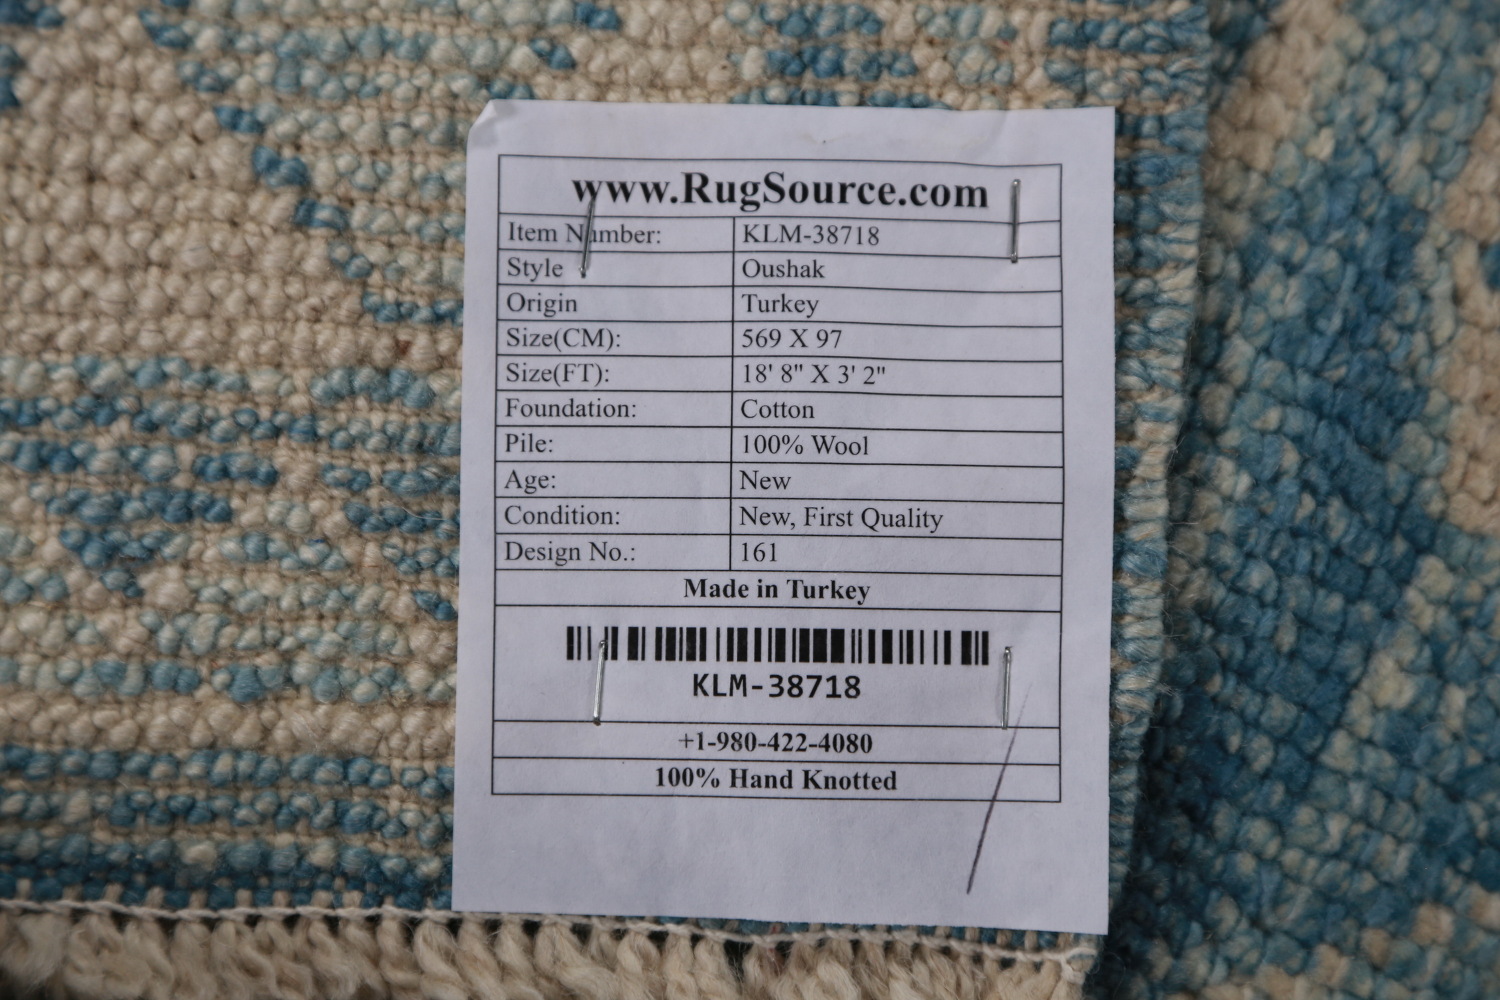 www.RugSource.com
Item Number: KLM-38718
Style Oushak
Origin Turkey
Size(CM): 569 X 97
Size(FT): 18' 8" X 3' 2"
Foundation: Cotton
Pile: 100% Wool
Age: New
Condition: New, First Quality
Design No.: 161
Made in Turkey
KLM-38718
+1-980-422-4080
100% Hand Knotted